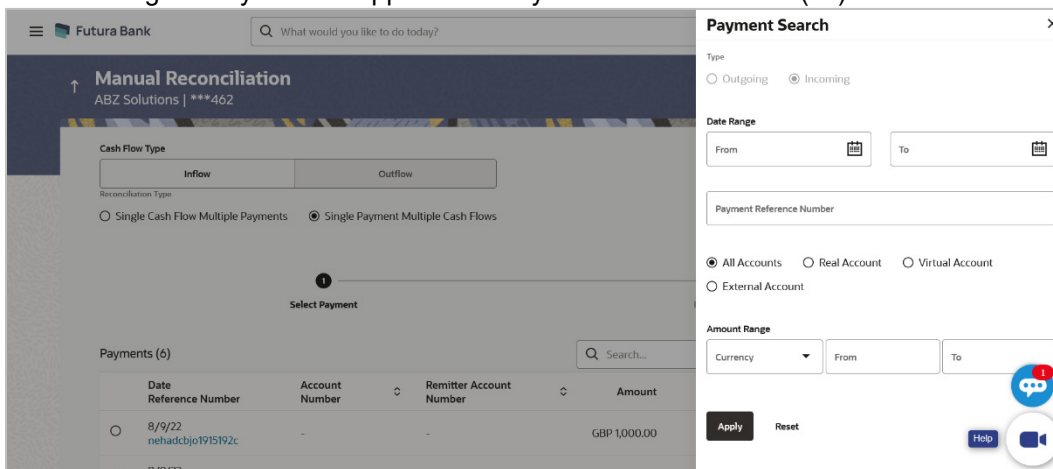 Futura Bank
What would you like to do today?
Manual Reconciliation
ABZ Solutions | ***462
Cash Flow Type
Inflow
Outflow
Reconciliation Type
Single Cash Flow Multiple Payments
Single Payment Multiple Cash Flows
1
Select Payment
Payments (6)
Search...
Date
Reference Number
Account
Number
Remitter Account
Number
Amount
8/9/22
nehadcbjo1915192c
-
-
GBP 1,000.00
Payment Search
Type
Outgoing
Incoming
Date Range
From
To
Payment Reference Number
All Accounts
Real Account
Virtual Account
External Account
Amount Range
Currency
From
To
1
Apply
Reset
Help